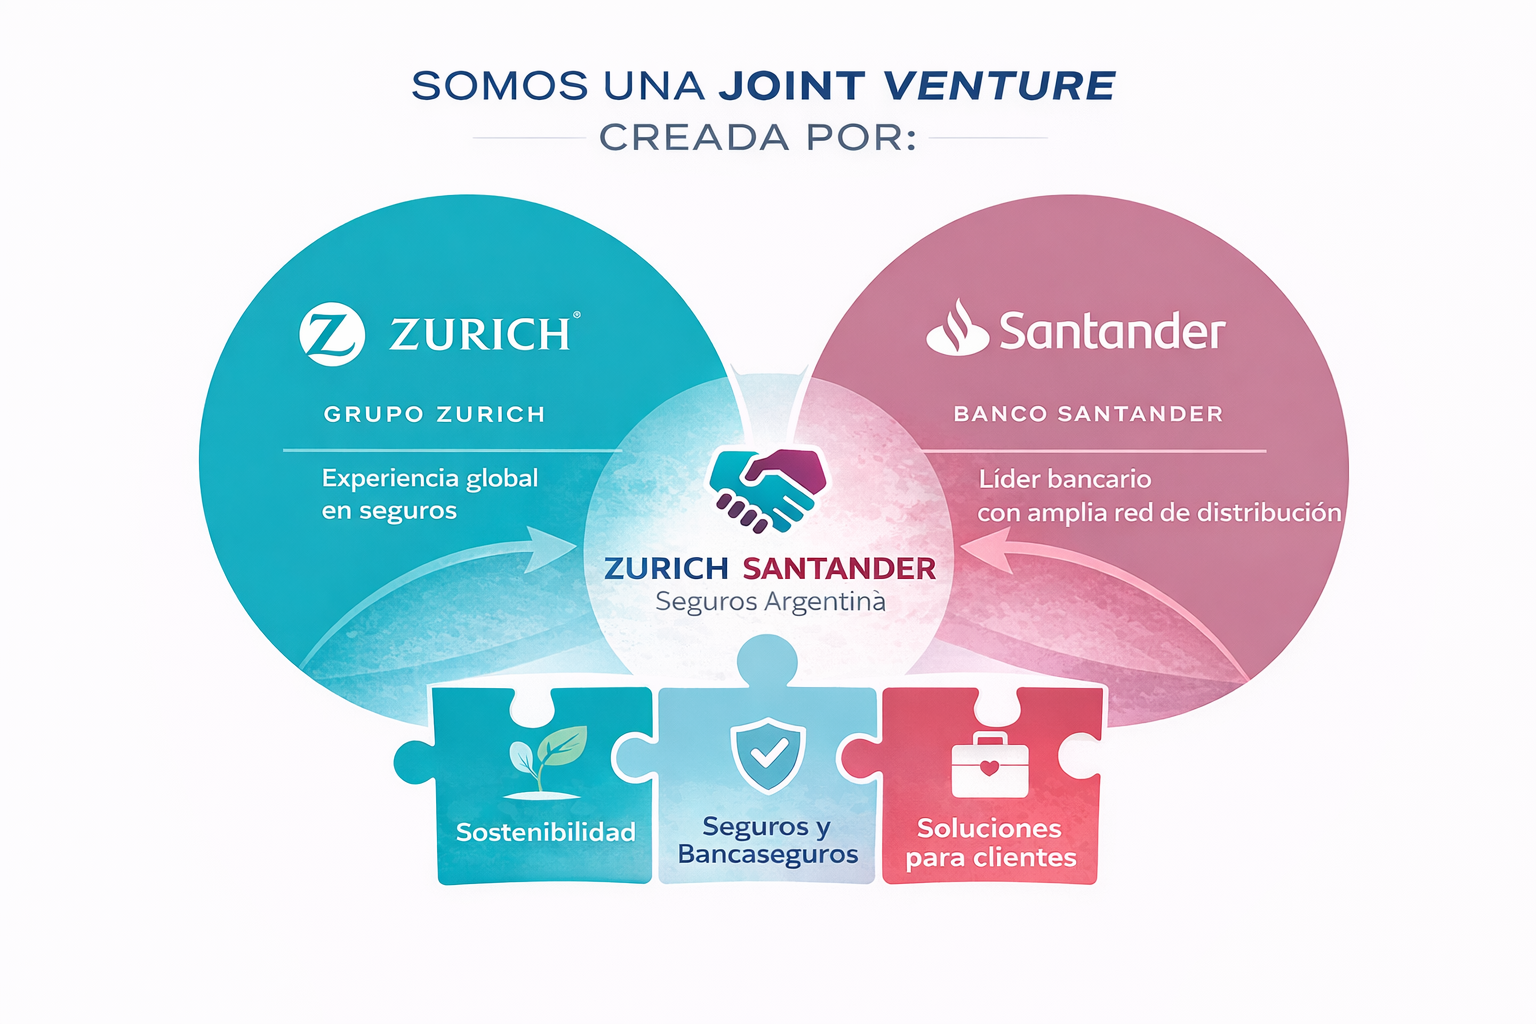 SOMOS UNA JOINT VENTURE
CREADA POR:
Z ZURICH®
GRUPO ZURICH
Experiencia global
en seguros
Santander
BANCO SANTANDER
Líder bancario
con amplia red de distribución
ZURICH SANTANDER
Seguros Argentinà
Sostenibilidad
Seguros y
Bancaseguros
Soluciones
para clientes